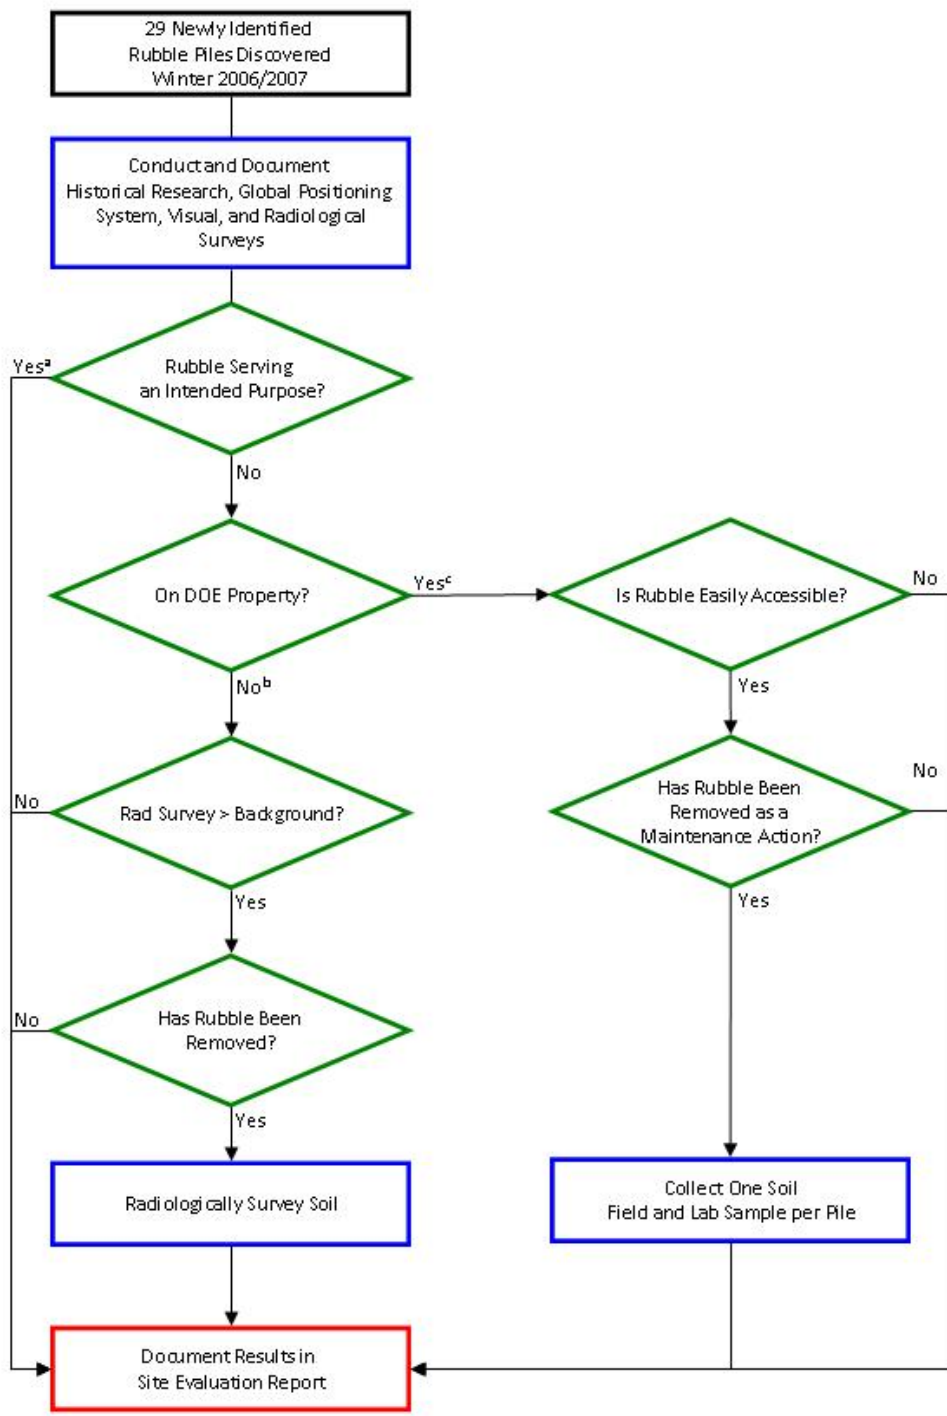 29 Newly Identified
Rubble Piles Discovered
Winter 2006/2007
Conduct and Document
Historical Research, Global Positioning
System, Visual, and Radiological
Surveys
Yesᵃ
Rubble Serving
an Intended Purpose?
No
On DOE Property?
Yesᶜ
Is Rubble Easily Accessible?
No
Noᵇ
Yes
No
Rad Survey > Background?
Has Rubble Been
Removed as a
Maintenance Action?
No
Yes
Yes
No
Has Rubble Been
Removed?
Yes
Radiologically Survey Soil
Collect One Soil
Field and Lab Sample per Pile
Document Results in
Site Evaluation Report